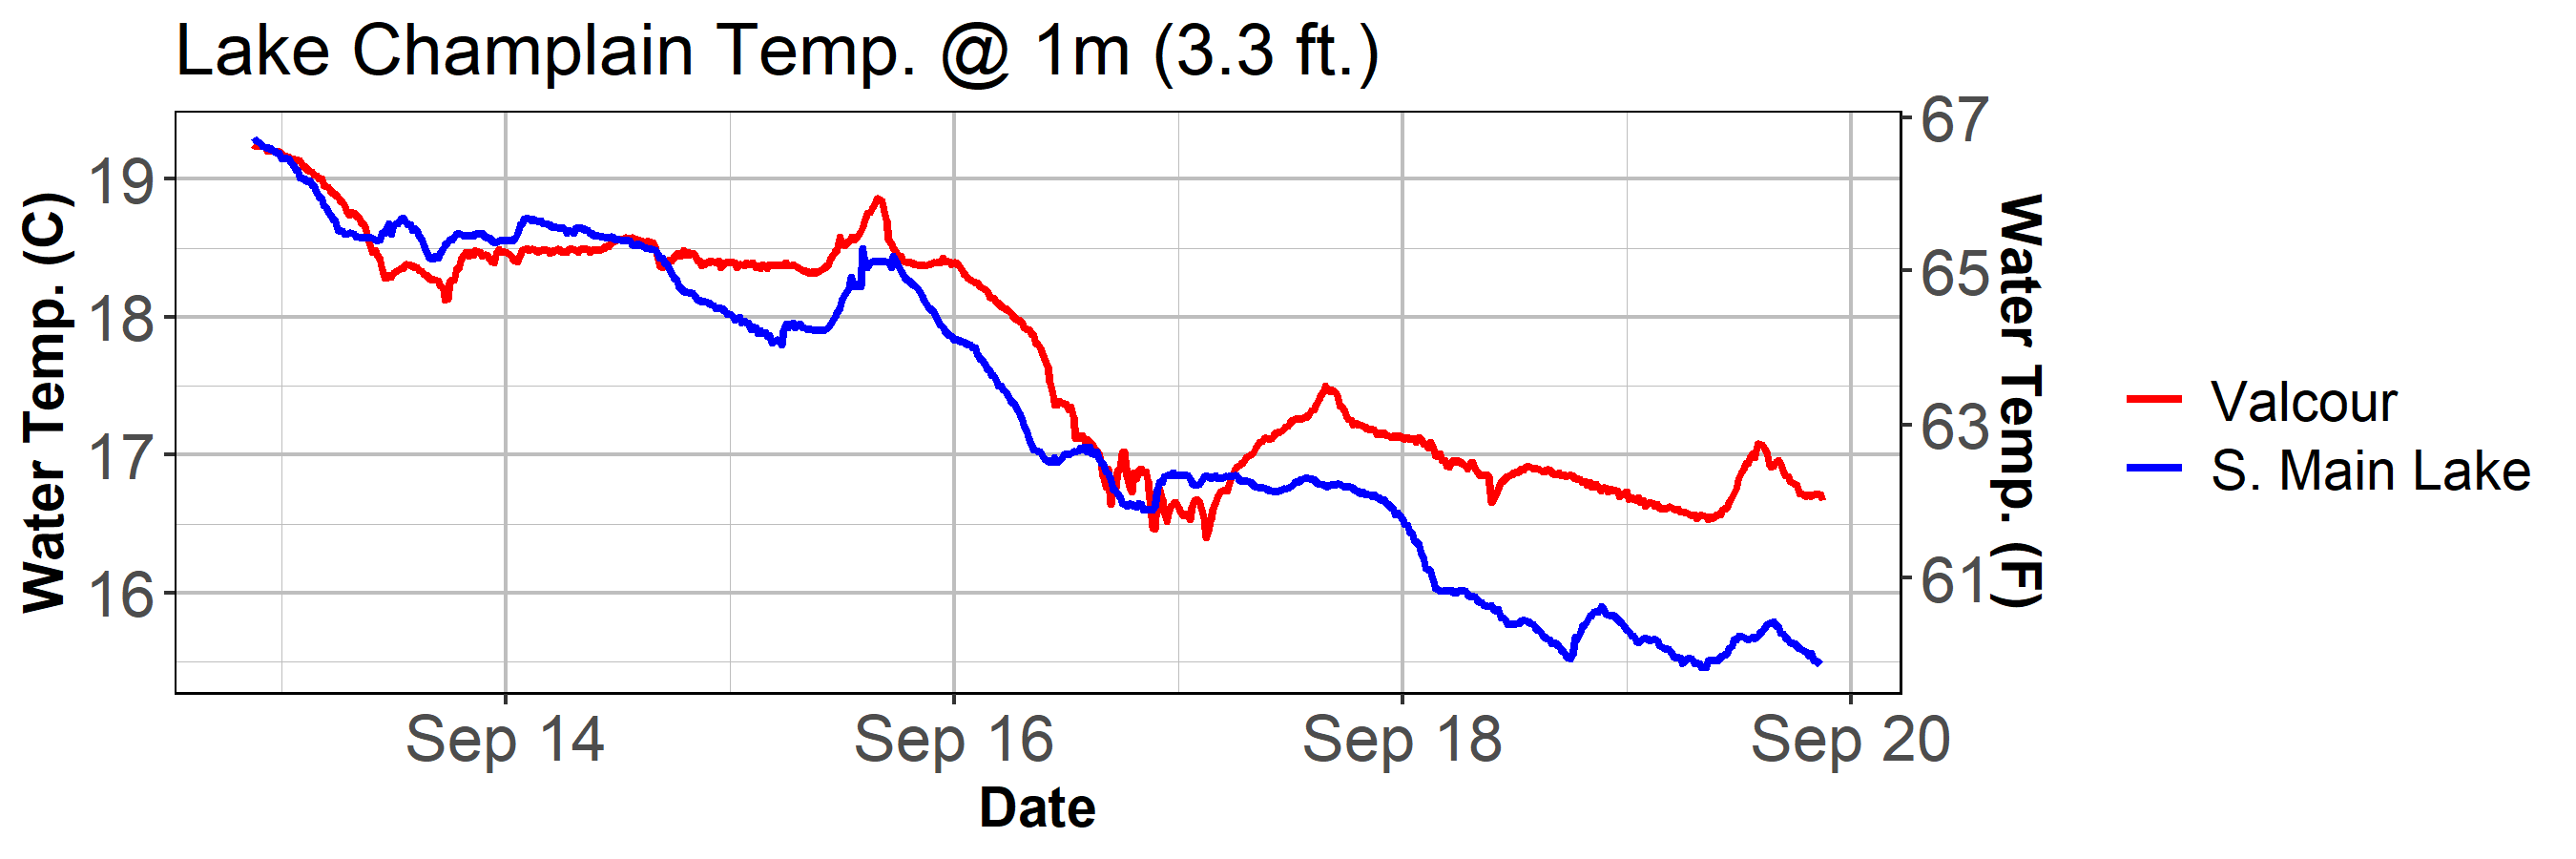 Lake Champlain Temp. @ 1m (3.3 ft.)
Water Temp. (C)
19
18
17
16
67
65
63
61
Water Temp. (F)
Sep 14
Sep 16
Sep 18
Sep 20
Date
Valcour
S. Main Lake